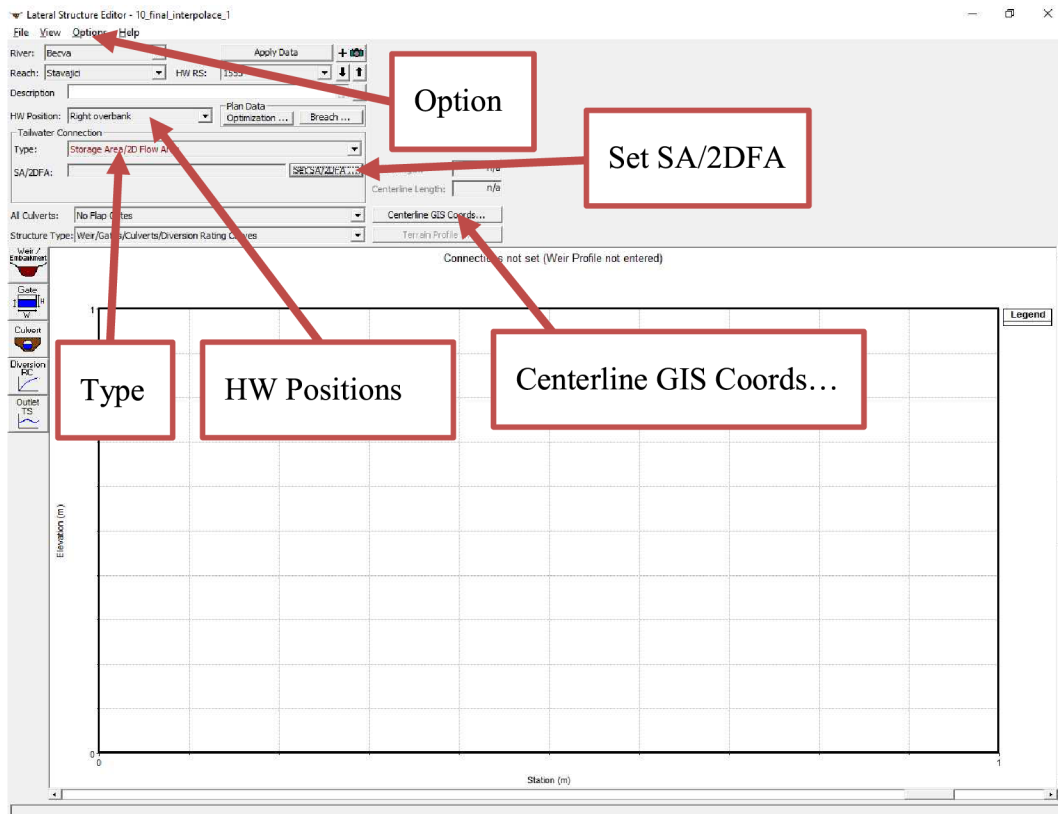 Lateral Structure Editor - 10_final_interpolace_1
File View Options Help
River: Becva
Apply Data
Reach: Stavajici
HW RS:
Description
HW Position: Right overbank
Plan Data
Optimization ...
Breach ...
Tailwater Connection
Type: Storage Area/2D Flow
SA/2DFA:
Set SA/2DFA ...
n/a
Centerline Length: n/a
All Culverts: No Flap Gates
Centerline GIS Coords...
Structure Type: Weir/Gates/Culverts/Diversion Rating Curves
Terrain Profile
Weir / Embankment
Gate
H
W
Culvert
Diversion RC
Outlet TS
Connections not set (Weir Profile not entered)
Legend
Option
Set SA/2DFA
Type
HW Positions
Centerline GIS Coords…
Elevation (m)
1
0
0
1
Station (m)